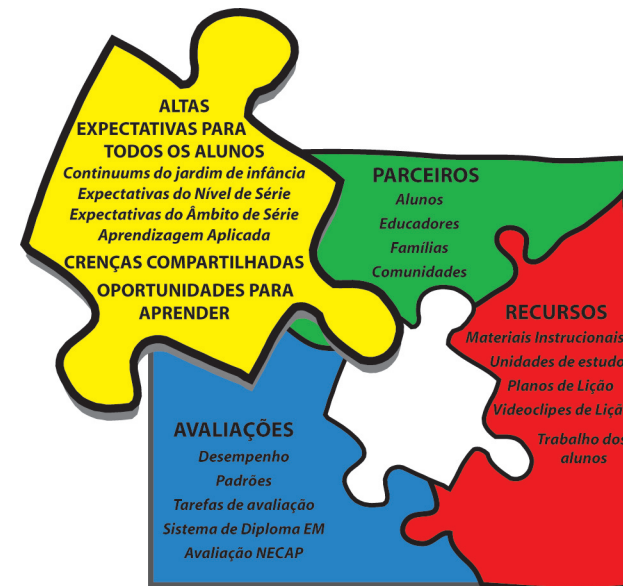 ALTAS
EXPECTATIVAS PARA
TODOS OS ALUNOS
Continuums do jardim de infância
Expectativas do Nível de Série
Expectativas do Âmbito de Série
Aprendizagem Aplicada
CRENÇAS COMPARTILHADAS
OPORTUNIDADES PARA
APRENDER
PARCEIROS
Alunos
Educadores
Famílias
Comunidades
RECURSOS
Materiais Instrucionais
Unidades de estudo
Planos de Lição
Videoclipes de Liçã
Trabalho dos
alunos
AVALIAÇÕES
Desempenho
Padrões
Tarefas de avaliação
Sistema de Diploma EM
Avaliação NECAP